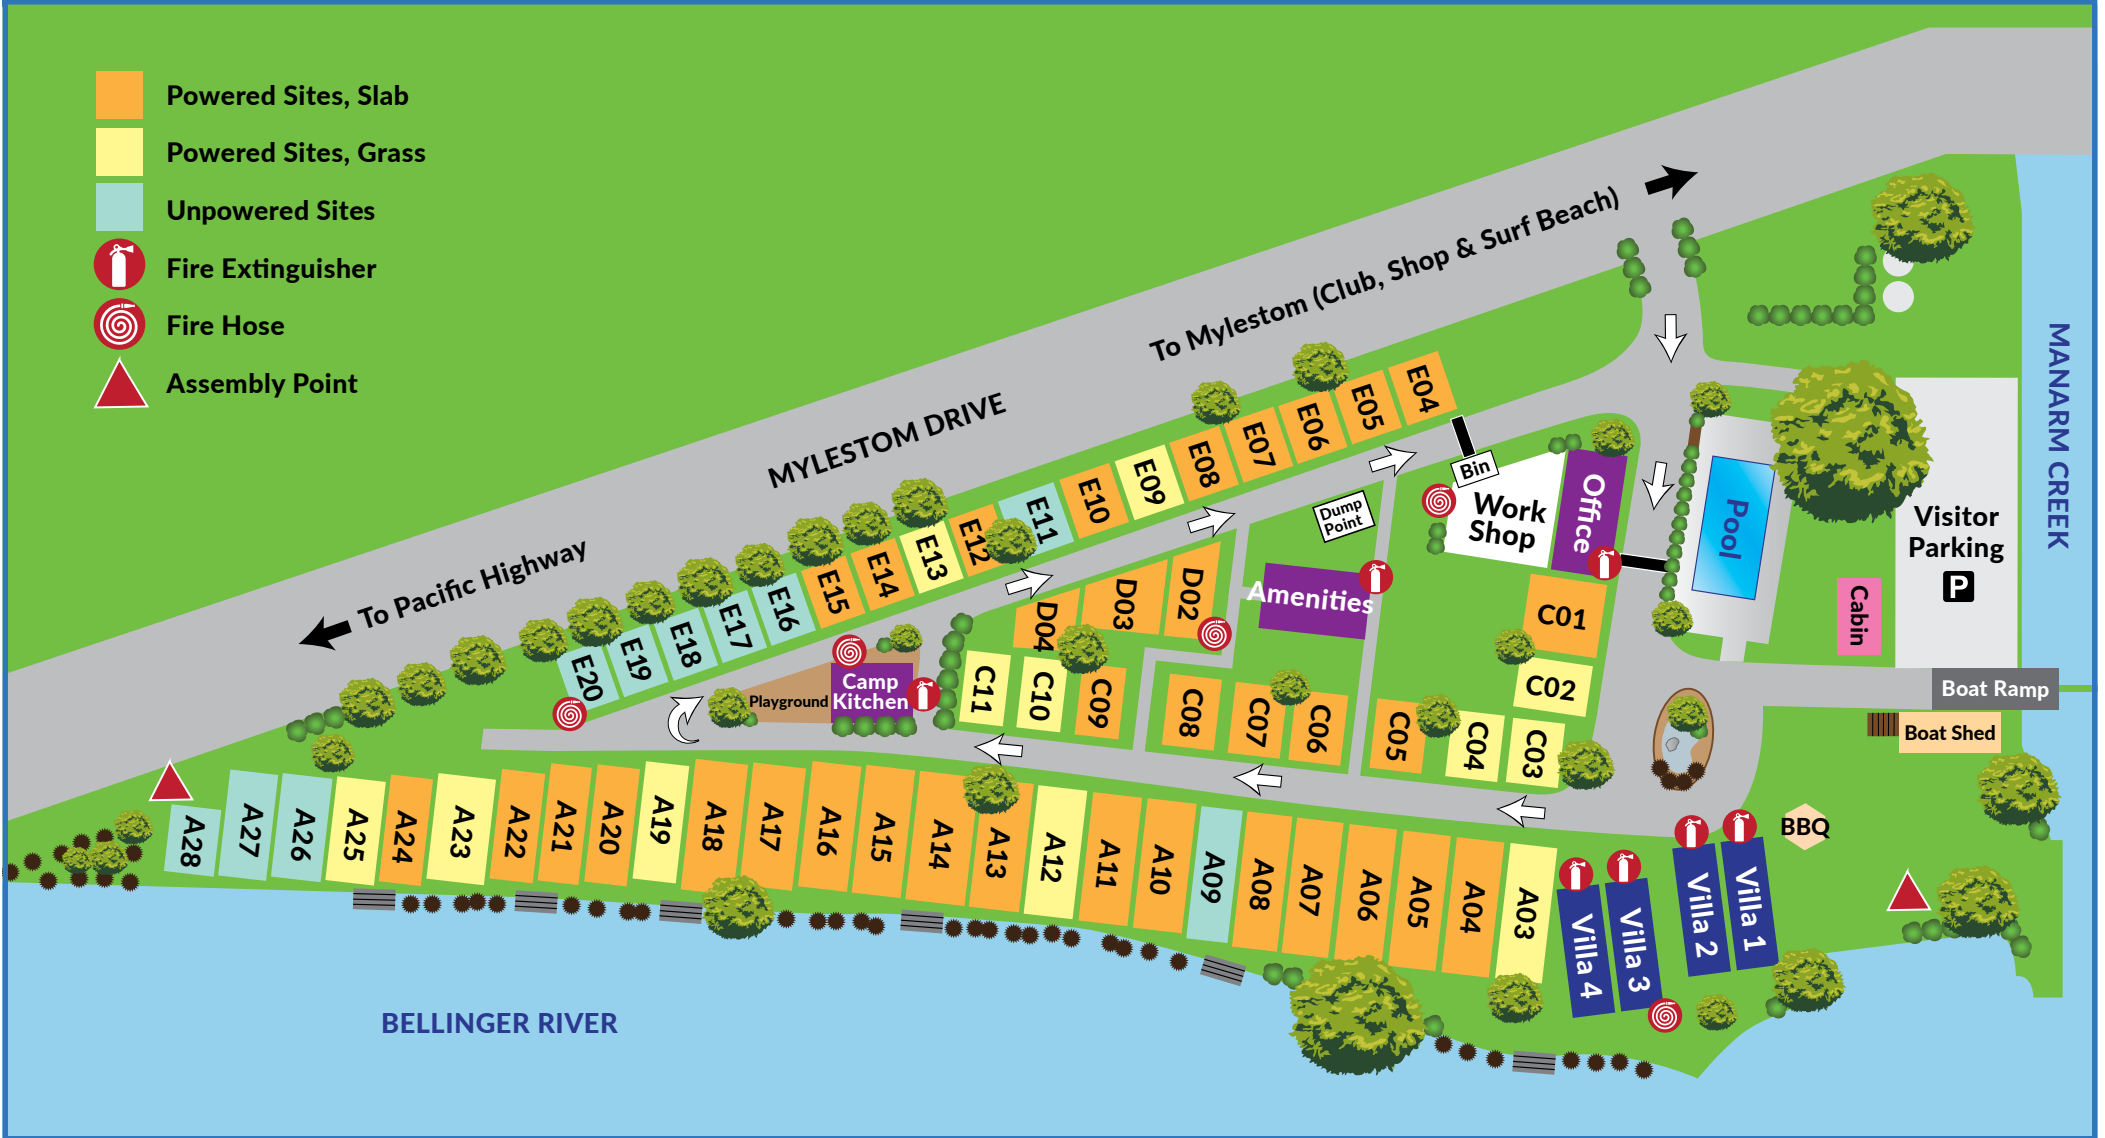 Powered Sites, Slab
Powered Sites, Grass
Unpowered Sites
Fire Extinguisher
Fire Hose
Assembly Point
To Mylestom (Club, Shop & Surf Beach)
MYLESTOM DRIVE
To Pacific Highway
MANARM CREEK
E04
E05
E06
E07
E08
E09
E10
E11
E12
E13
E14
E15
E16
E17
E18
E19
E20
Bin
Work
Shop
Office
Dump
Point
Amenities
Pool
Visitor
Parking
P
Cabin
Boat Ramp
Boat Shed
D02
D03
D04
C01
C02
C03
C04
C05
C06
C07
C08
C09
C10
C11
Camp
Kitchen
Playground
A28
A27
A26
A25
A24
A23
A22
A21
A20
A19
A18
A17
A16
A15
A14
A13
A12
A11
A10
A09
A08
A07
A06
A05
A04
A03
Villa 4
Villa 3
Villa 2
Villa 1
BBQ
BELLINGER RIVER